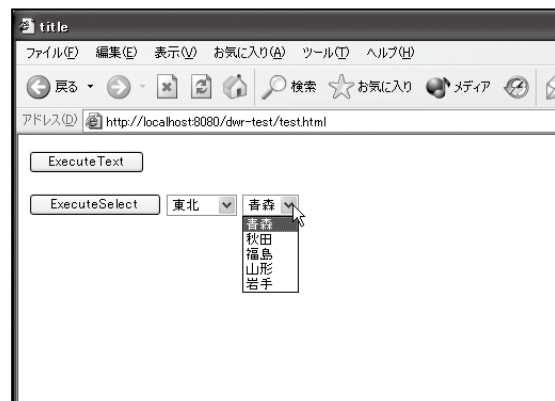 title
ファイル(F) 編集(E) 表示(V) お気に入り(A) ツール(T) ヘルプ(H)
戻る 検索 お気に入り メディア
アドレス(D) http://localhost:8080/dwr-test/test.html
ExecuteText
ExecuteSelect 東北 青森
青森
秋田
福島
山形
岩手